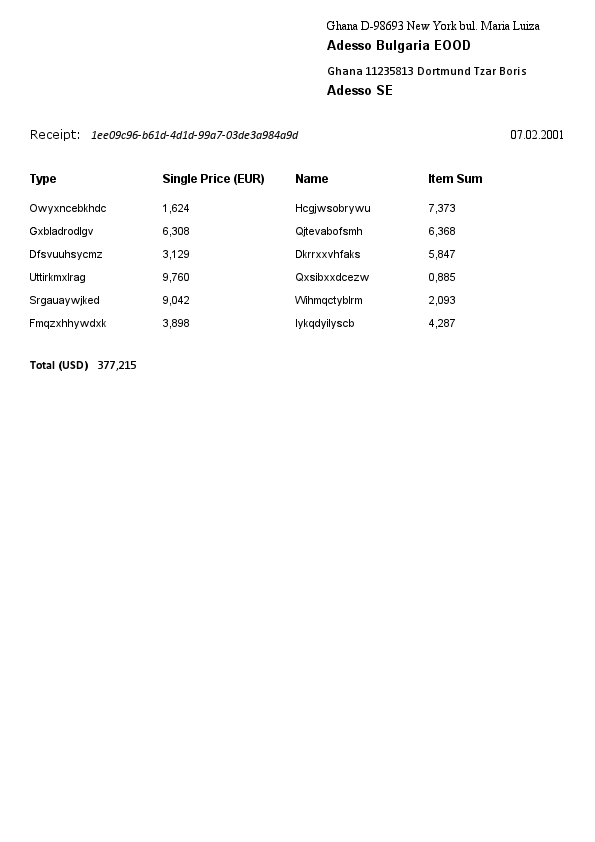 Ghana D-98693 New York bul. Maria Luiza
Adesso Bulgaria EOOD
Ghana 11235813 Dortmund Tzar Boris
Adesso SE
Receipt: 1ee09c96-b61d-4d1d-99a7-03de3a984a9d 07.02.2001
Type Single Price (EUR) Name Item Sum
Owyxncebkhdc 1,624 Hcgjwsobrywu 7,373
Gxbladrodlgv 6,308 Qjtevabofsmh 6,368
Dfsvuuhsycmz 3,129 Dkrrxxvhfaks 5,847
Uttirkmxlrag 9,760 Qxsibxxdcezw 0,885
Srgauaywjked 9,042 Wihmqctyblrm 2,093
Fmqzxhhywdxk 3,898 Iykqdyilyscb 4,287
Total (USD) 377,215